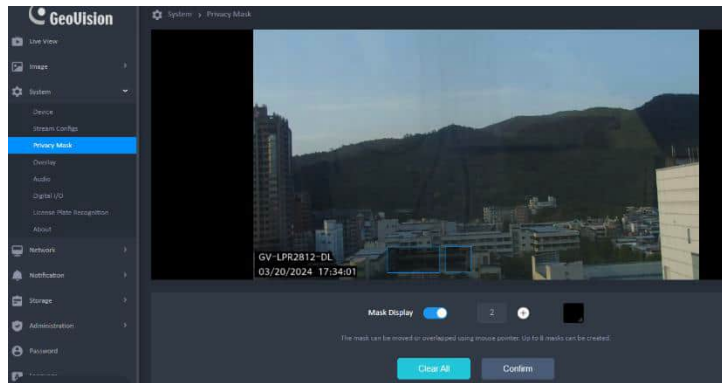 GeoVision
System > Privacy Mask
Live View
Image
System
Device
Stream Configs
Privacy Mask
Overlay
Audio
Digital I/O
License Plate Recognition
About
Network
Notification
Storage
Administration
Password
GV-LPR2812-DL
03/20/2024 17:34:01
Mask Display 2
The mask can be moved or overlapped using mouse pointer. Up to 8 masks can be created.
Clear All Confirm